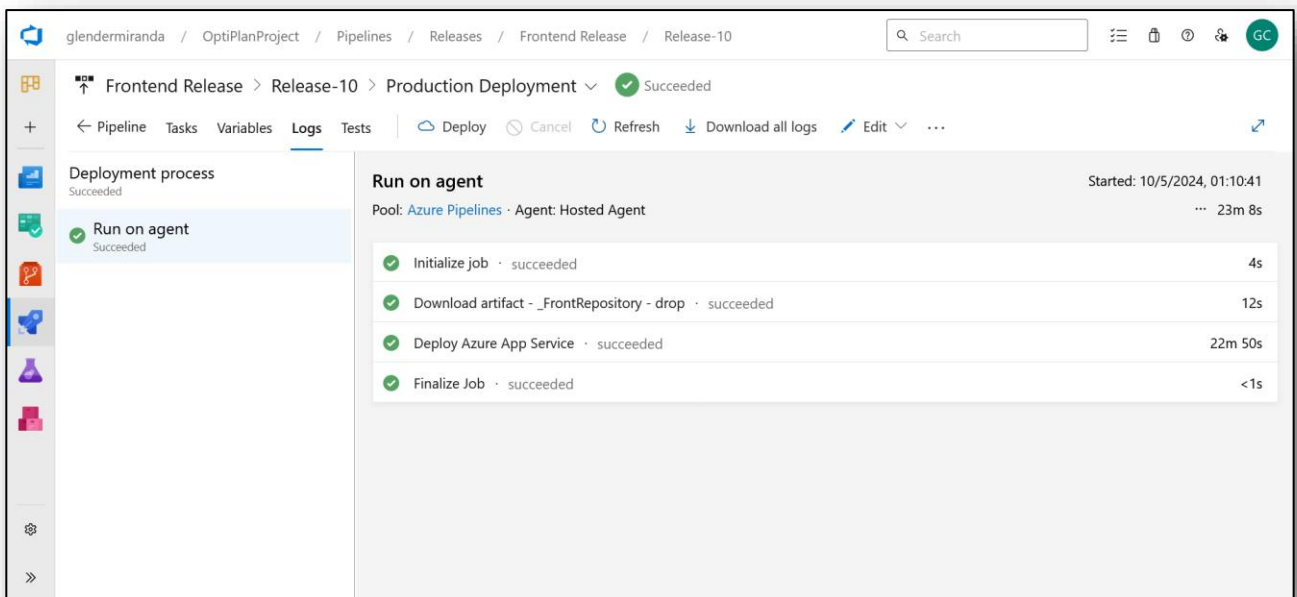 glendermiranda / OptiPlanProject / Pipelines / Releases / Frontend Release / Release-10
Search
GC
Frontend Release > Release-10 > Production Deployment Succeeded
← Pipeline Tasks Variables Logs Tests Deploy Cancel Refresh Download all logs Edit ...
Deployment process
Succeeded
Run on agent
Succeeded
Run on agent
Started: 10/5/2024, 01:10:41
Pool: Azure Pipelines · Agent: Hosted Agent
... 23m 8s
Initialize job · succeeded 4s
Download artifact - _FrontRepository - drop · succeeded 12s
Deploy Azure App Service · succeeded 22m 50s
Finalize Job · succeeded <1s